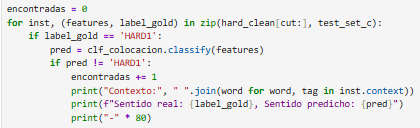 encontradas = 0
for inst, (features, label_gold) in zip(hard_clean[cut:], test_set_c):
    if label_gold == 'HARD1':
        pred = clf_colocacion.classify(features)
        if pred != 'HARD1':
            encontradas += 1
            print("Contexto:", " ".join(word for word, tag in inst.context))
            print(f"Sentido real: {label_gold}, Sentido predicho: {pred}")
            print("-" * 80)